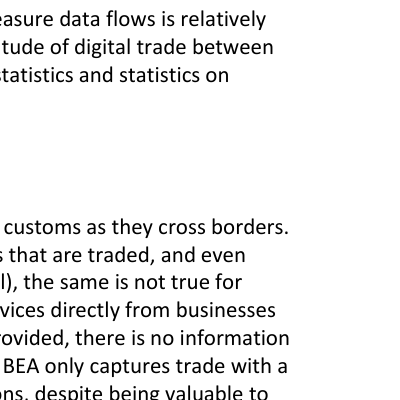 easure data flows is relatively
tude of digital trade between
tatistics and statistics on
customs as they cross borders.
s that are traded, and even
l), the same is not true for
vices directly from businesses
rovided, there is no information
BEA only captures trade with a
ons, despite being valuable to